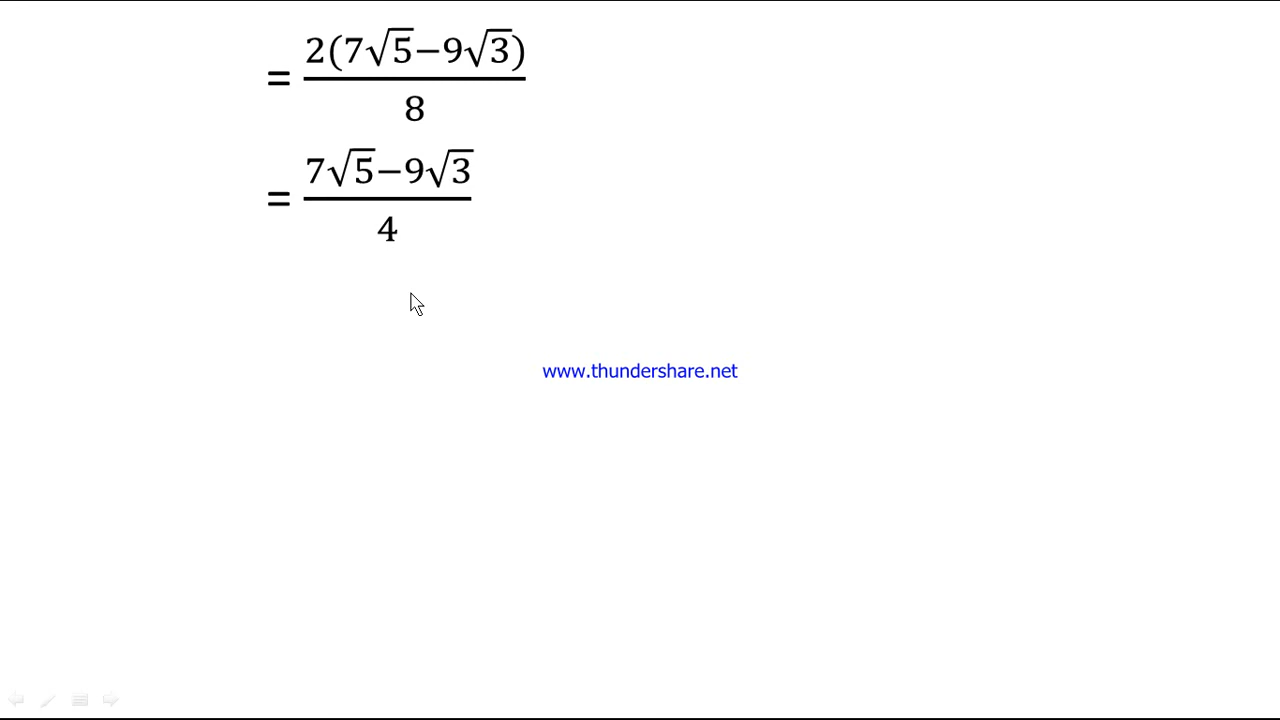 = 2(7√5−9√3)
8
= 7√5−9√3
4
www.thundershare.net